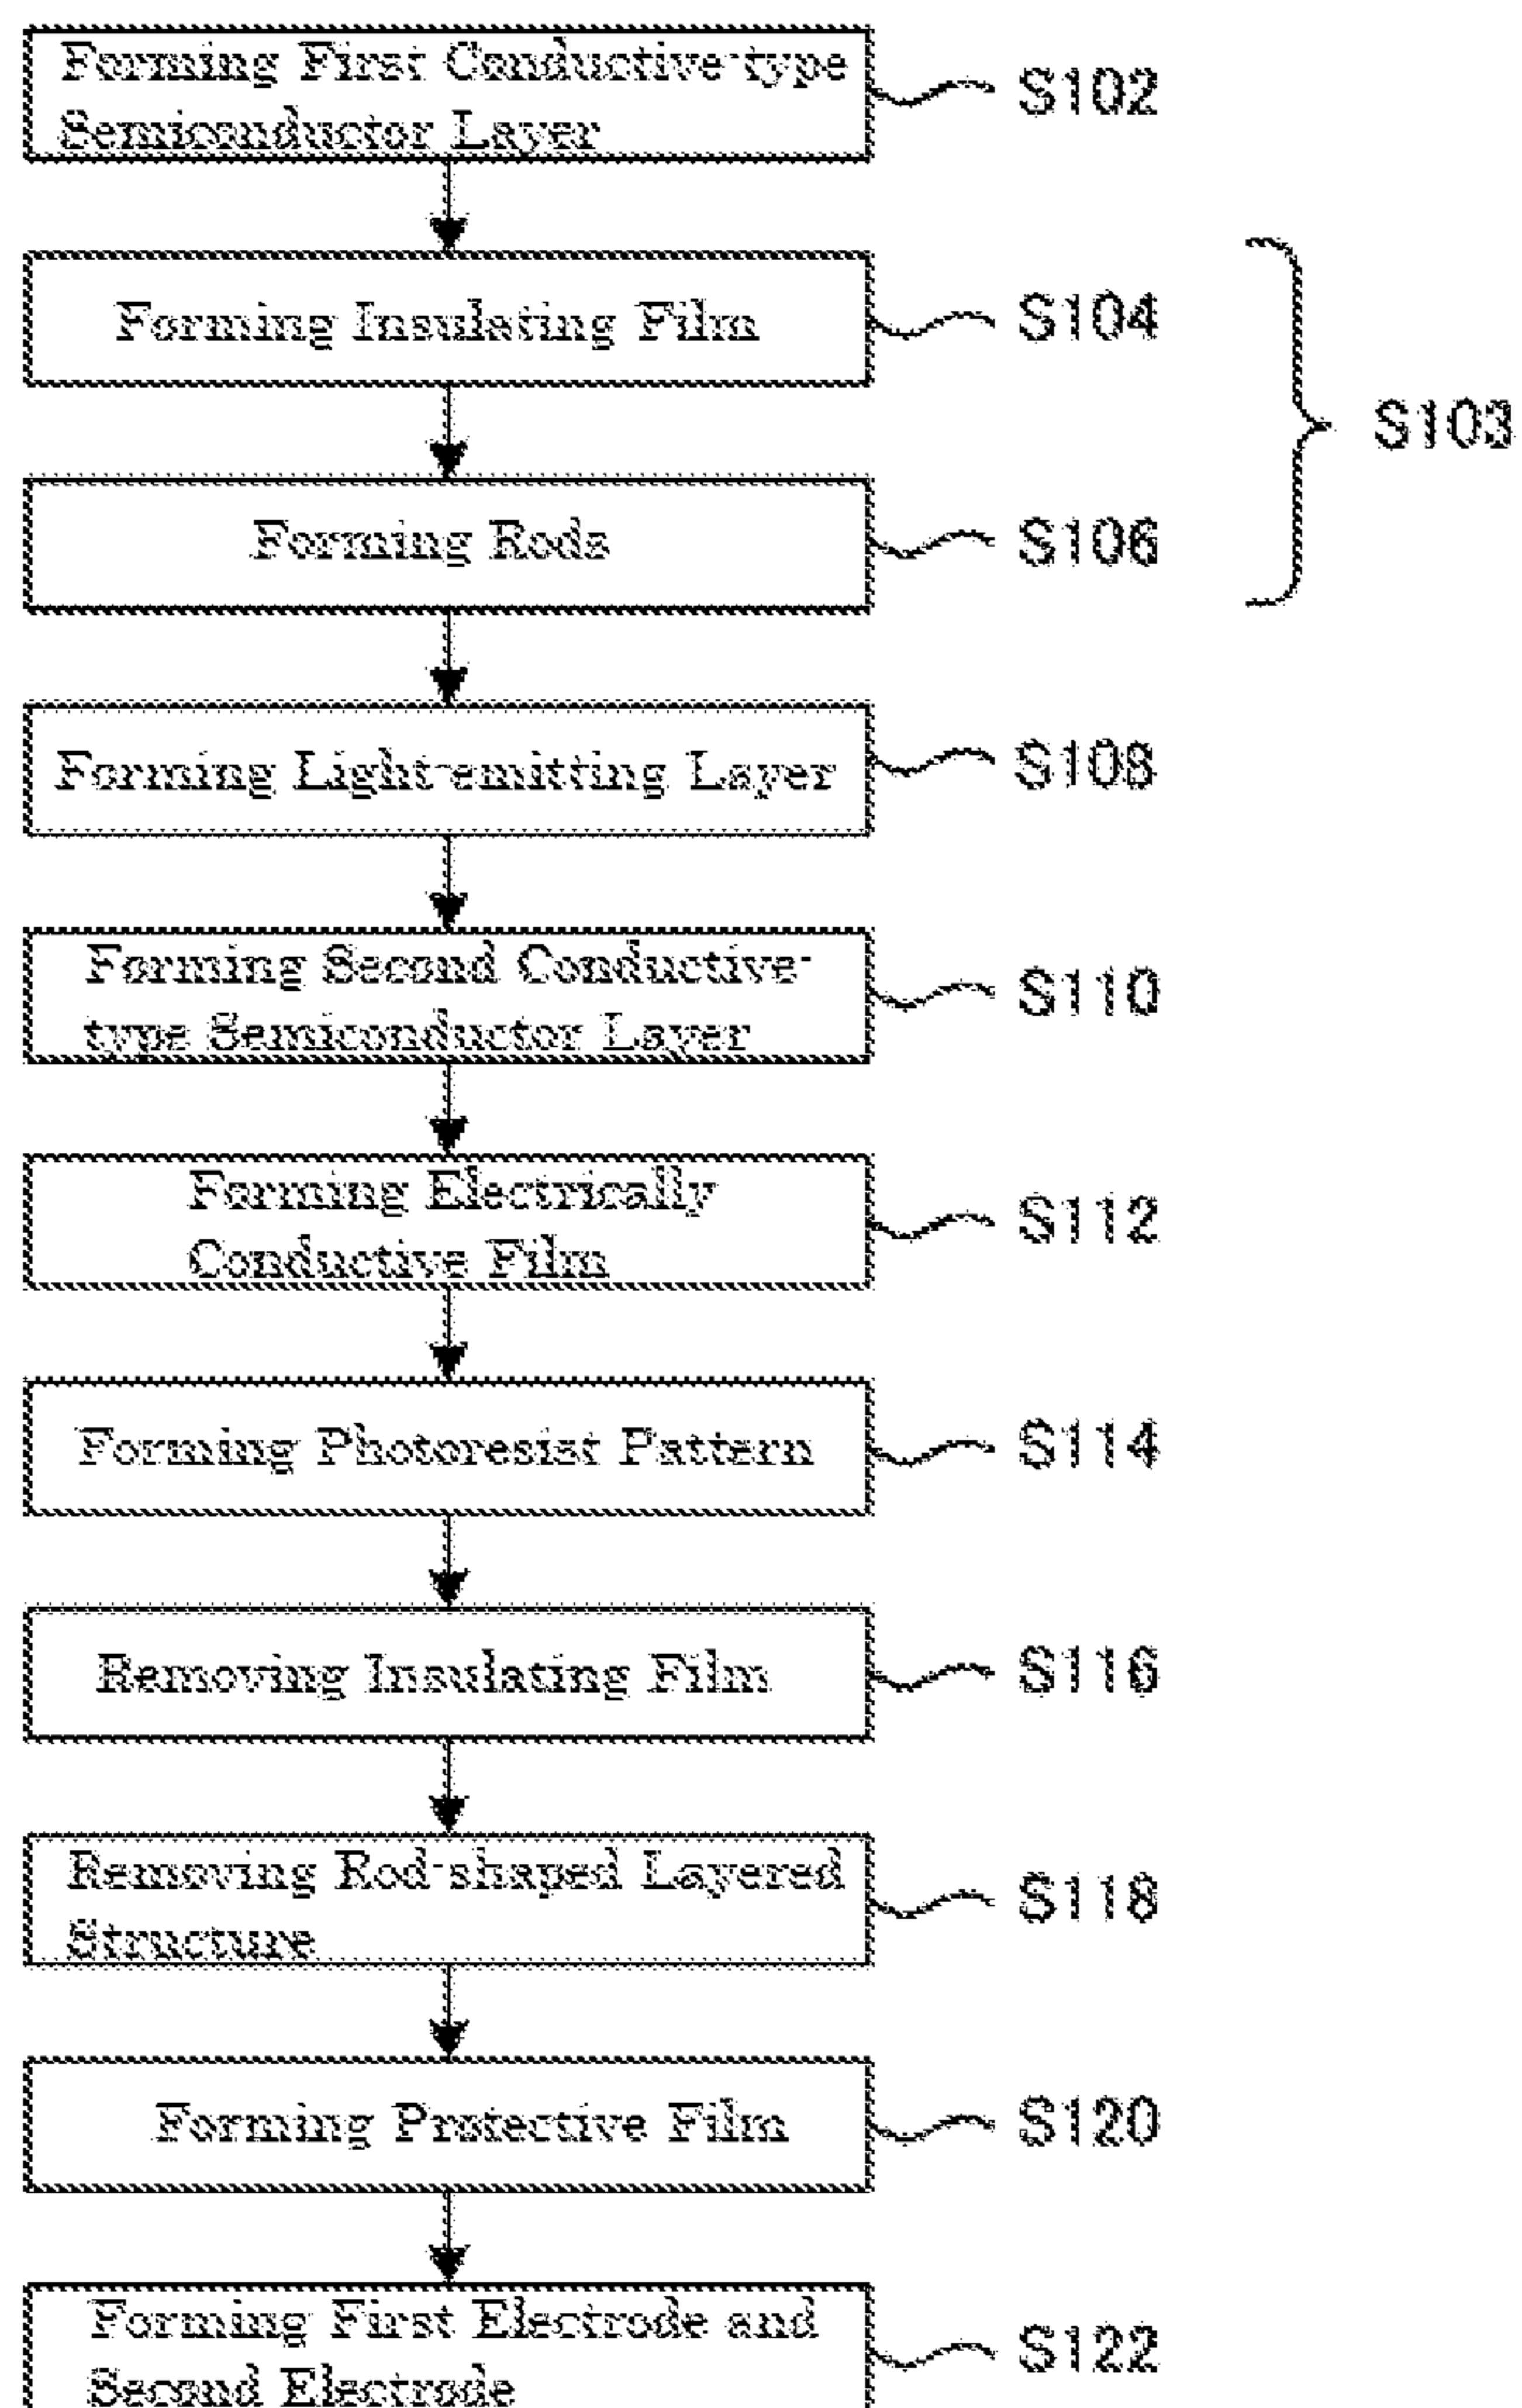 Forming First Conductive-type
Semiconductor Layer
S102
Forming Insulating Film
S104
S103
Forming Rods
S106
Forming Light-emitting Layer
S108
Forming Second Conductive-
type Semiconductor Layer
S110
Forming Electrically
Conductive Film
S112
Forming Photoresist Pattern
S114
Removing Insulating Film
S116
Removing Rod-shaped Layered
Structure
S118
Forming Protective Film
S120
Forming First Electrode and
Second Electrode
S122